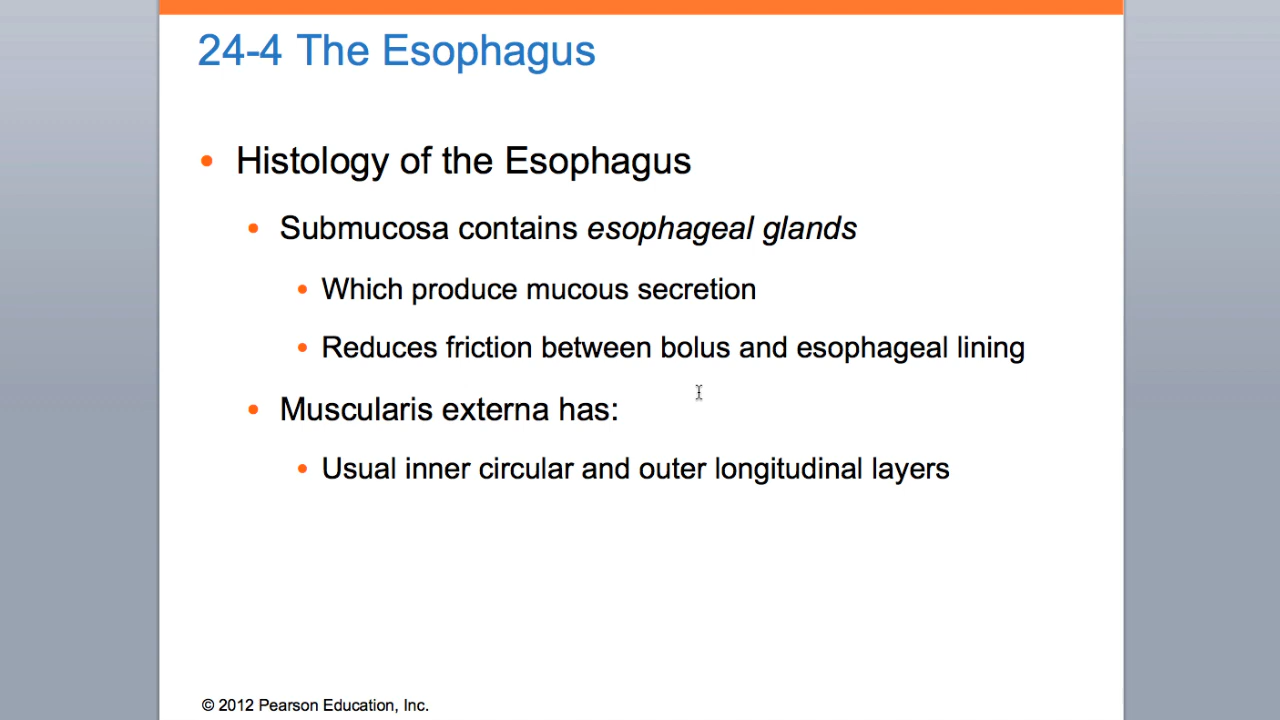 24-4 The Esophagus
Histology of the Esophagus
Submucosa contains esophageal glands
Which produce mucous secretion
Reduces friction between bolus and esophageal lining
Muscularis externa has:
Usual inner circular and outer longitudinal layers
© 2012 Pearson Education, Inc.